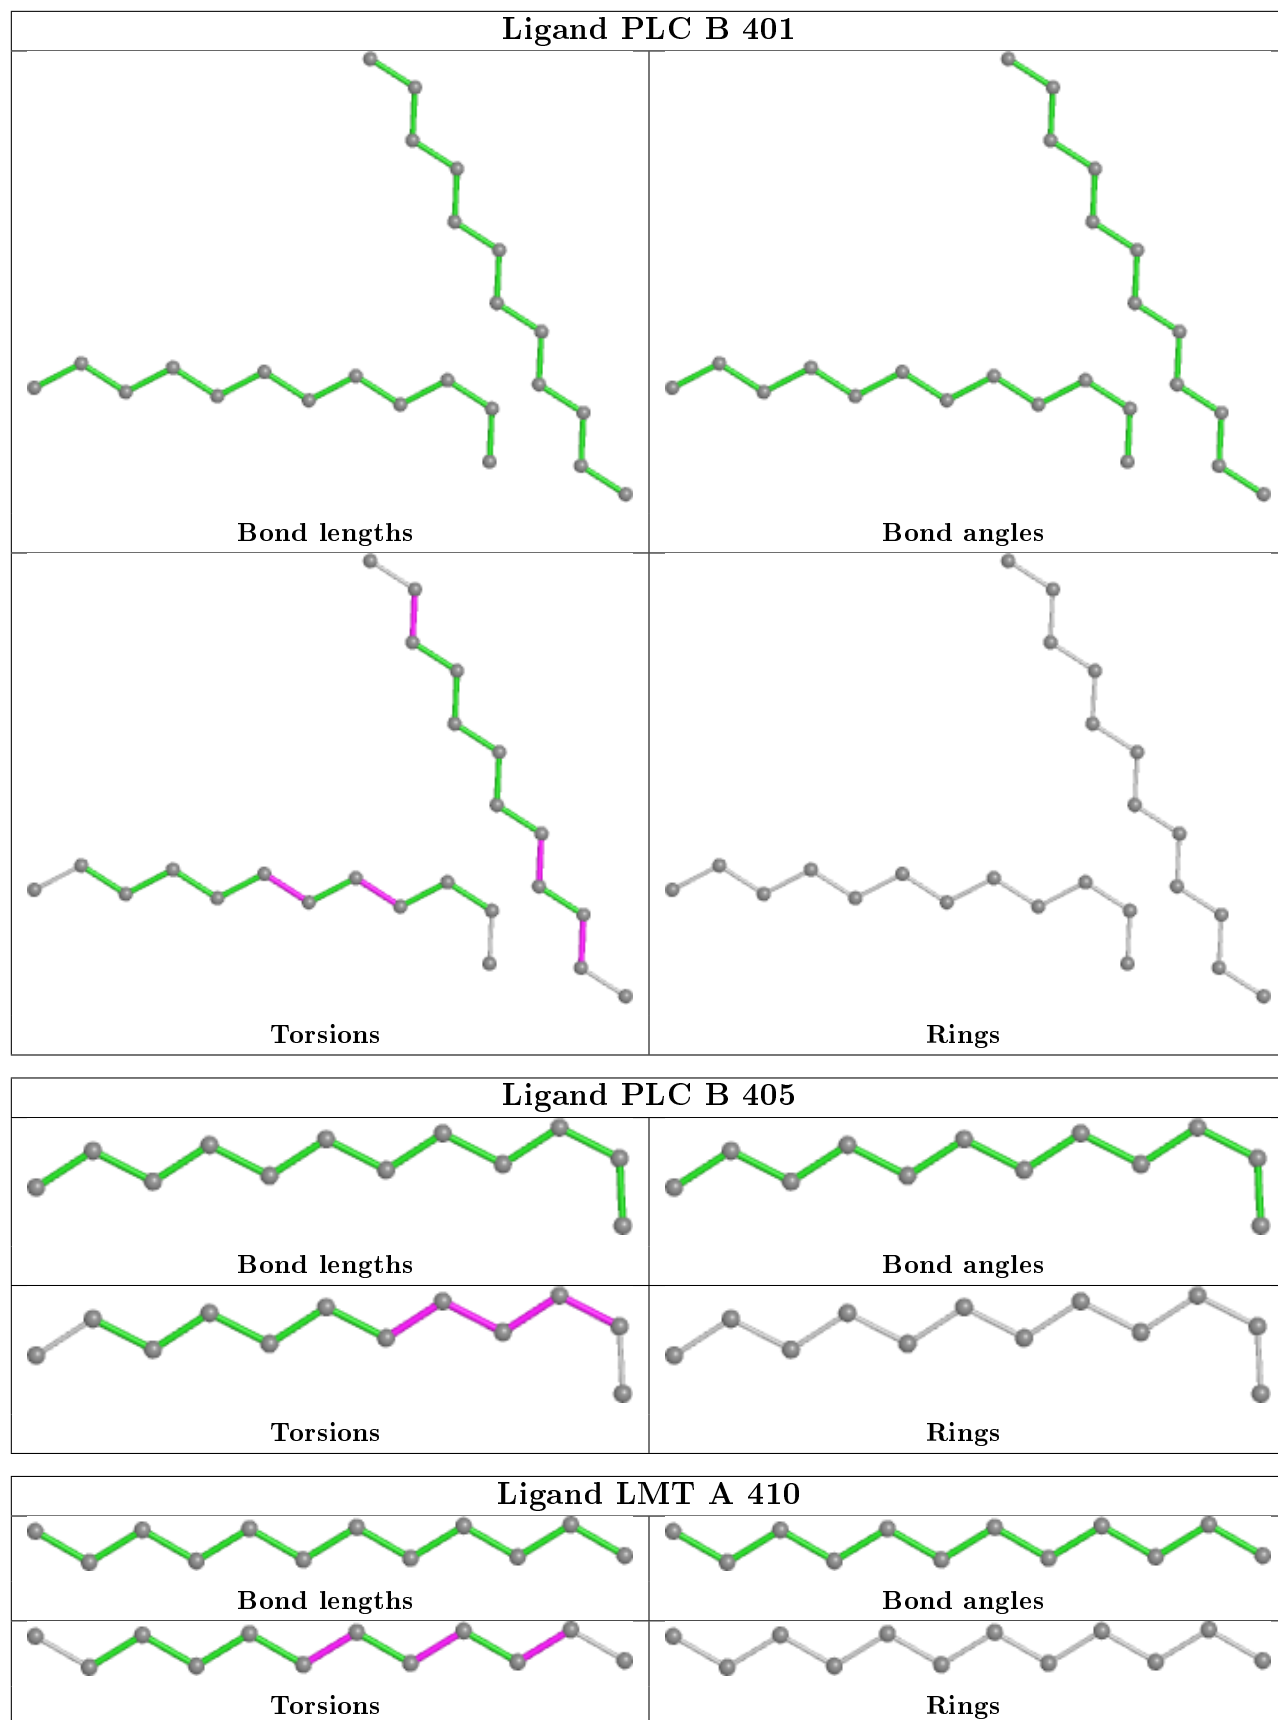 Ligand PLC B 401
Bond lengths
Bond angles
Torsions
Rings
Ligand PLC B 405
Bond lengths
Bond angles
Torsions
Rings
Ligand LMT A 410
Bond lengths
Bond angles
Torsions
Rings